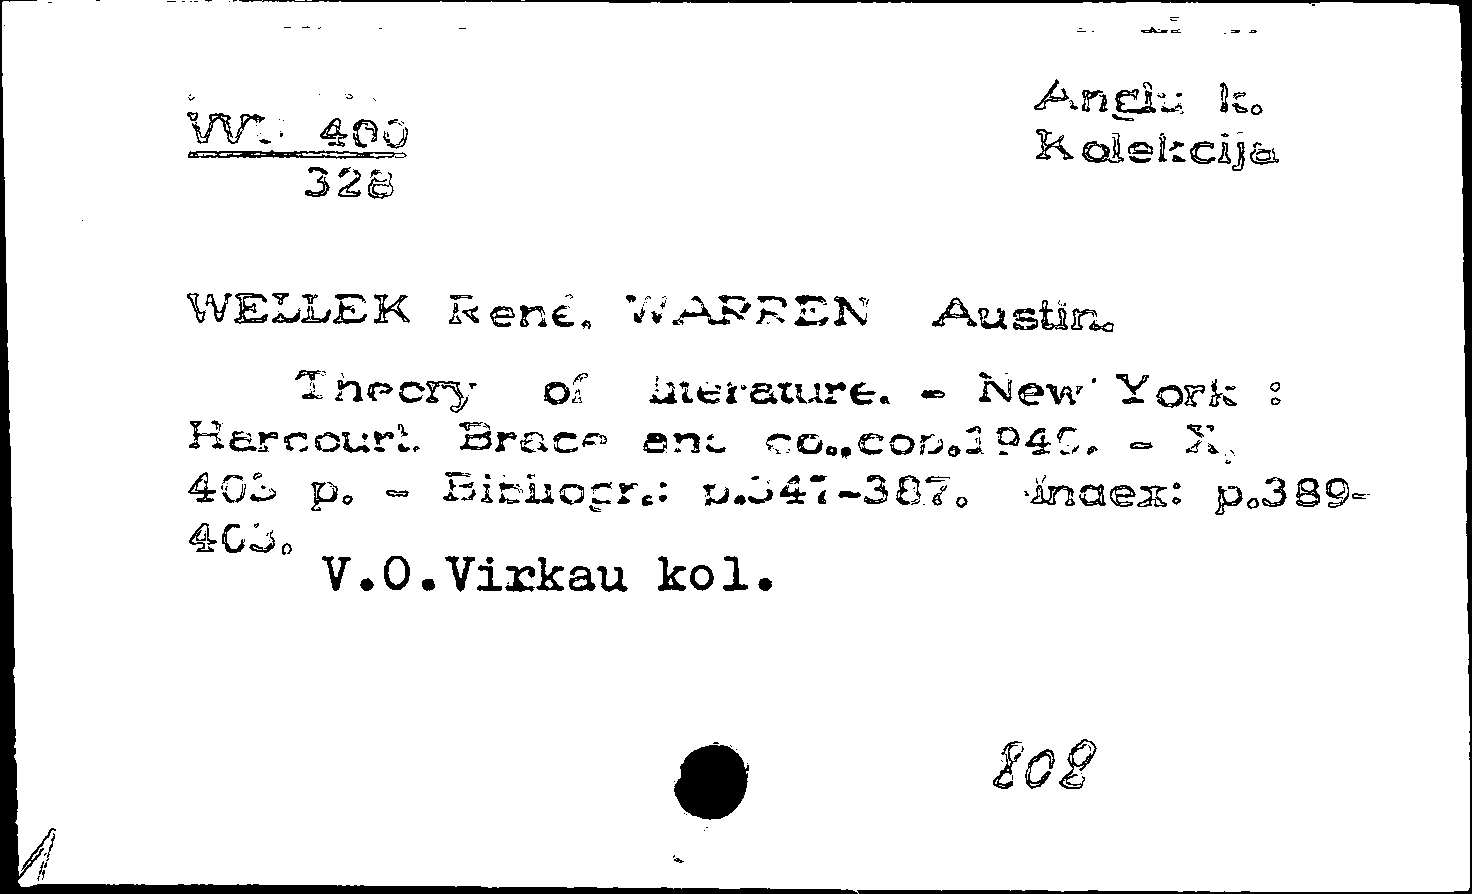 400
328
Anglu k.
Kolekcija
WELLEK René, WARREN Austin.
Theory of literature. - New York :
Harcourt, Brace and co., cop.1949. - X,
403 p. - Bibliogr.: p.347-387. Index: p.389-
403.
V.O.Virkau kol.
808